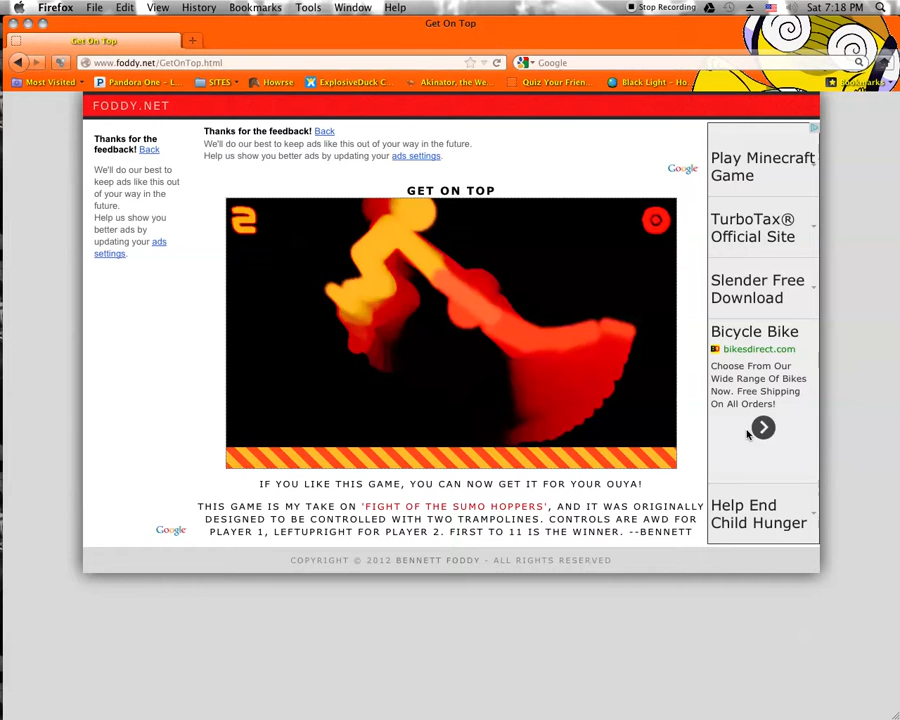 Firefox File Edit View History Bookmarks Tools Window Help Stop Recording Sat 7:18 PM
Get On Top
Get On Top
www.foddy.net/GetOnTop.html Google
Most Visited Pandora One – L... SITES Howrse ExplosiveDuck C... Akinator, the We... Quiz Your Frien... Black Light – Ho Bookmarks
FODDY.NET
Thanks for the
feedback! Back
We'll do our best to
keep ads like this out
of your way in the
future.
Help us show you
better ads by
updating your ads
settings.
Google
Thanks for the feedback! Back
We'll do our best to keep ads like this out of your way in the future.
Help us show you better ads by updating your ads settings.
Google
GET ON TOP
2 0
IF YOU LIKE THIS GAME, YOU CAN NOW GET IT FOR YOUR OUYA!
THIS GAME IS MY TAKE ON 'FIGHT OF THE SUMO HOPPERS', AND IT WAS ORIGINALLY
DESIGNED TO BE CONTROLLED WITH TWO TRAMPOLINES. CONTROLS ARE AWD FOR
PLAYER 1, LEFTUPRIGHT FOR PLAYER 2. FIRST TO 11 IS THE WINNER. --BENNETT
Play Minecraft
Game
TurboTax®
Official Site
Slender Free
Download
Bicycle Bike
bikesdirect.com
Choose From Our
Wide Range Of Bikes
Now. Free Shipping
On All Orders!
Help End
Child Hunger
COPYRIGHT © 2012 BENNETT FODDY - ALL RIGHTS RESERVED